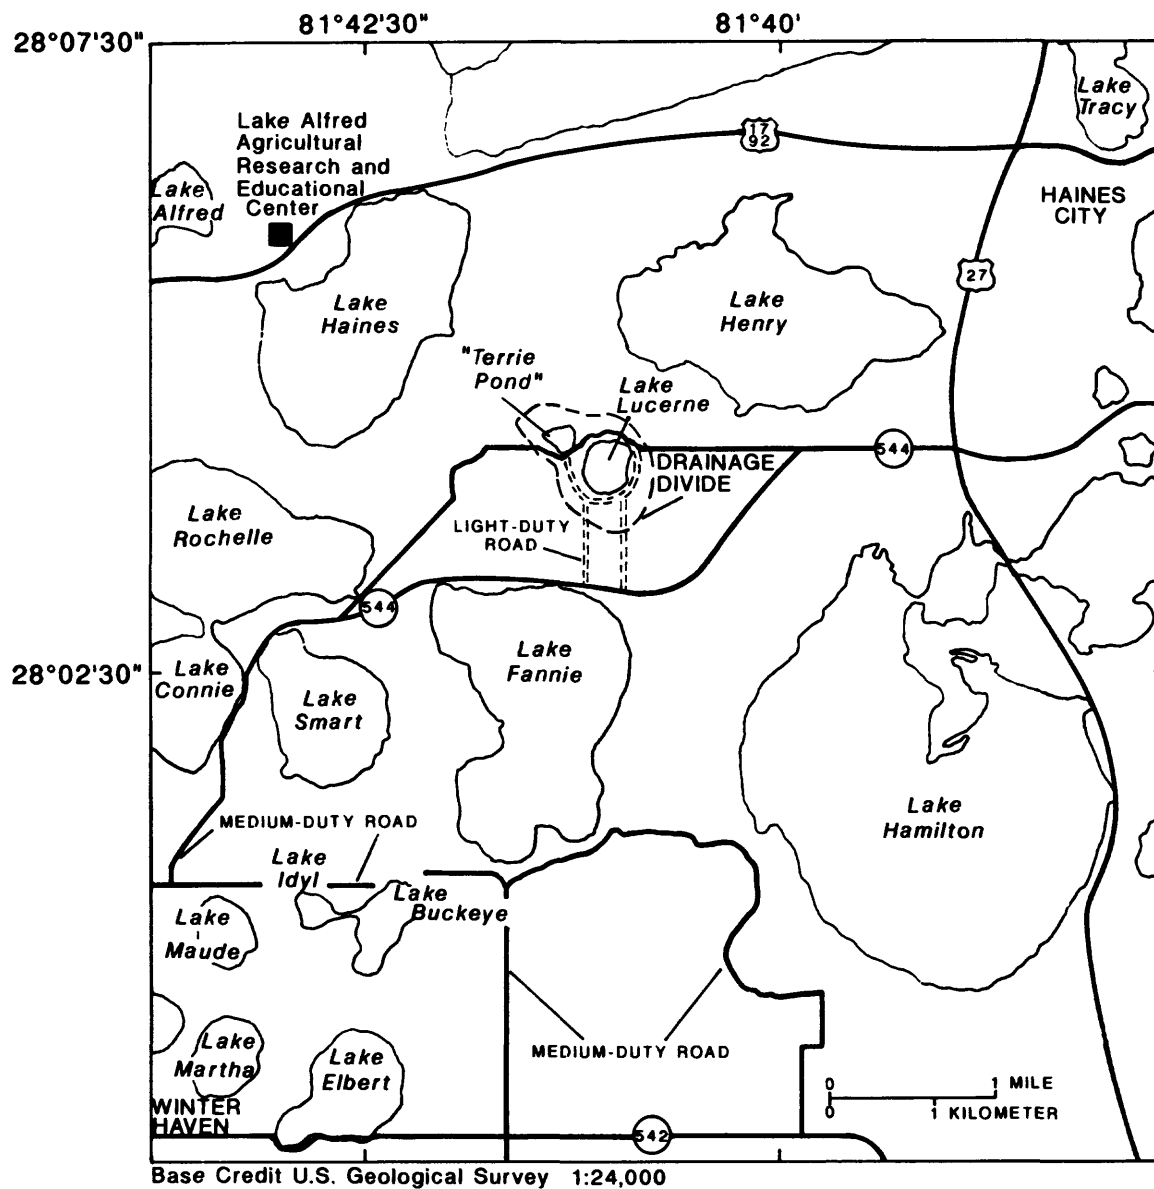 81°42'30"
81°40'
28°07'30"
Lake
Tracy
Lake Alfred
Agricultural
Research and
Educational
Center
17
92
Lake
Alfred
HAINES
CITY
27
Lake
Haines
Lake
Henry
"Terrie
Pond"
Lake
Lucerne
544
DRAINAGE
DIVIDE
Lake
Rochelle
LIGHT-DUTY
ROAD
544
28°02'30"
Lake
Connie
Lake
Fannie
Lake
Smart
Lake
Hamilton
MEDIUM-DUTY ROAD
Lake
Idyl
Lake
Buckeye
Lake
Maude
Lake
Martha
Lake
Elbert
MEDIUM-DUTY ROAD
0 1 MILE
0 1 KILOMETER
WINTER
HAVEN
542
Base Credit U.S. Geological Survey 1:24,000